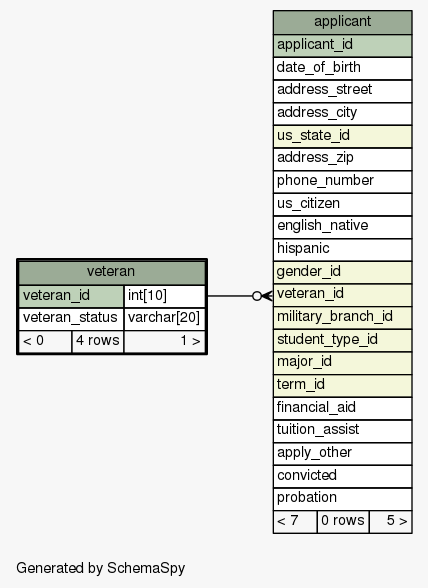 applicant
applicant_id
date_of_birth
address_street
address_city
us_state_id
address_zip
phone_number
us_citizen
english_native
hispanic
gender_id
veteran_id
military_branch_id
student_type_id
major_id
term_id
financial_aid
tuition_assist
apply_other
convicted
probation
< 7 0 rows 5 >
veteran
veteran_id int[10]
veteran_status varchar[20]
< 0 4 rows 1 >
Generated by SchemaSpy